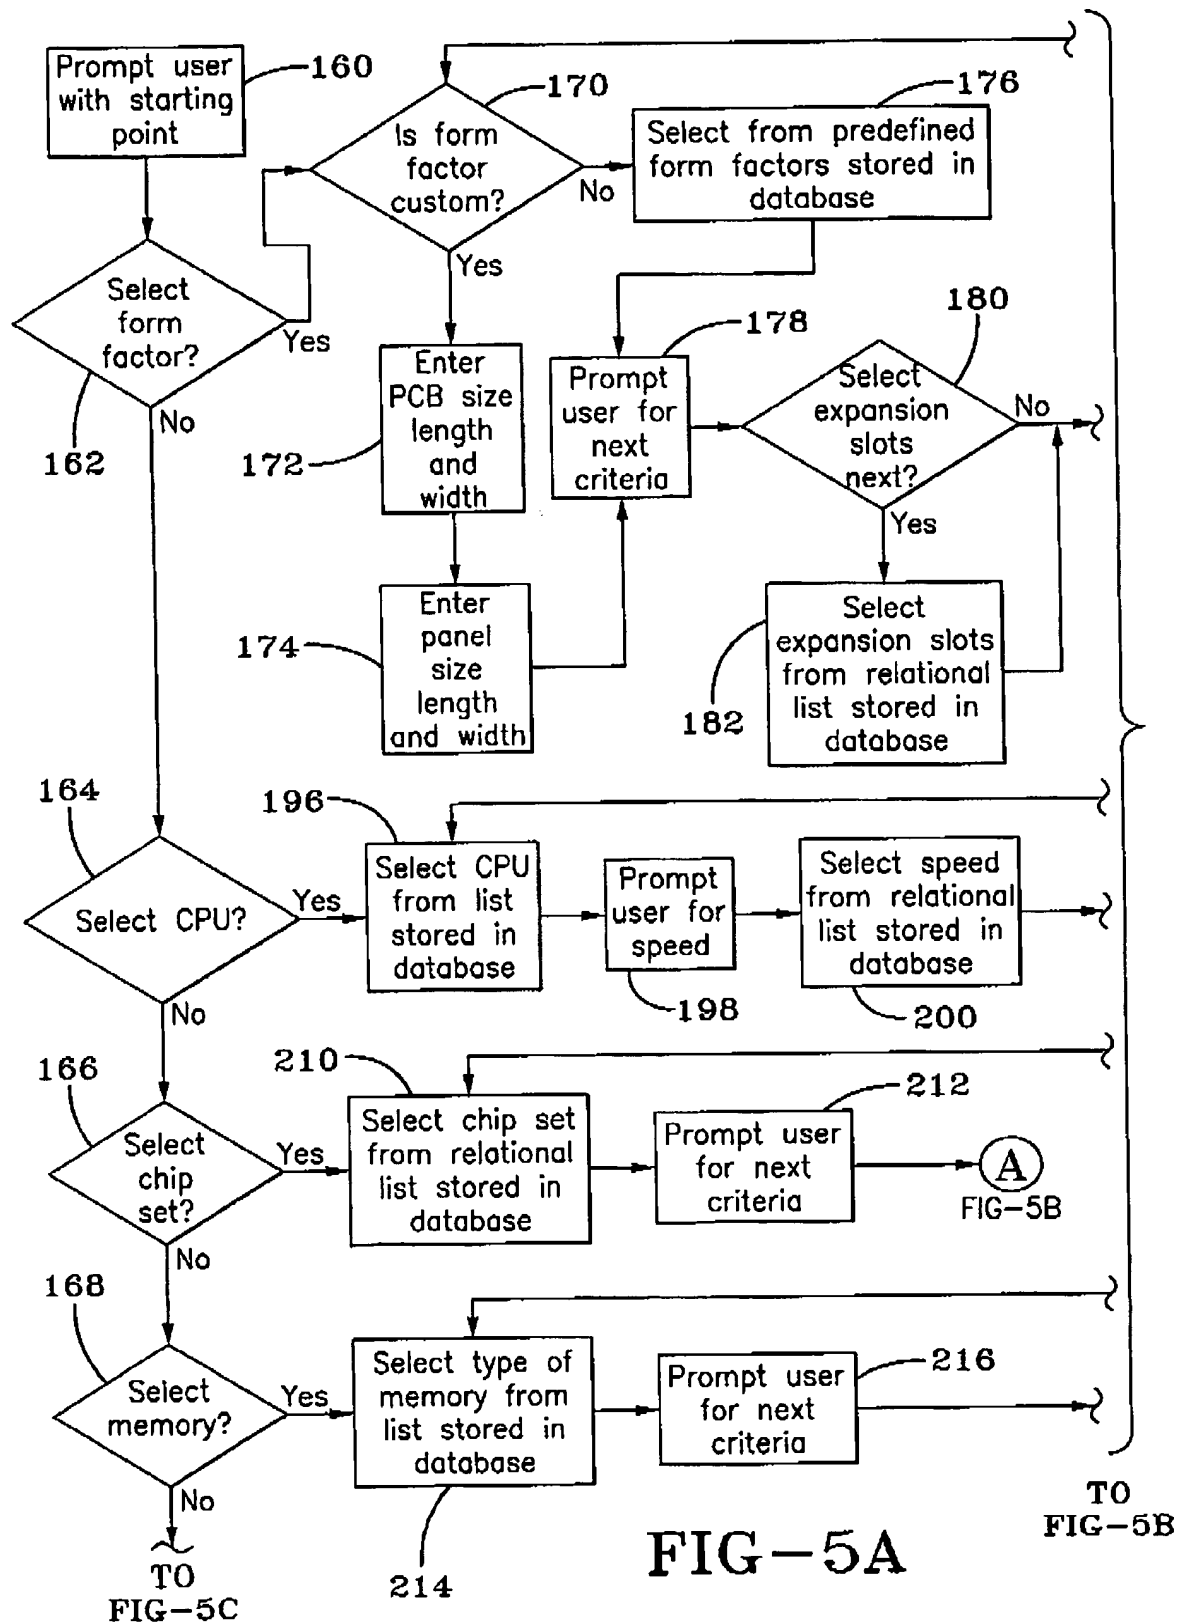 Prompt user
with starting
point
160
Select
form
factor?
Yes
No
162
Is form
factor
custom?
170
No
Yes
Select from predefined
form factors stored in
database
176
Enter
PCB size
length
and
width
172
Enter
panel
size
length
and width
174
Prompt
user for
next
criteria
178
Select
expansion
slots
next?
180
No
Yes
Select
expansion slots
from relational
list stored in
database
182
164
Select CPU?
Yes
No
196
Select CPU
from list
stored in
database
Prompt
user for
speed
198
Select speed
from relational
list stored in
database
200
166
Select
chip
set?
Yes
No
210
Select chip set
from relational
list stored in
database
212
Prompt user
for next
criteria
A
FIG-5B
168
Select
memory?
Yes
No
Select type of
memory from
list stored in
database
214
Prompt user
for next
criteria
216
TO
FIG-5C
FIG-5A
TO
FIG-5B